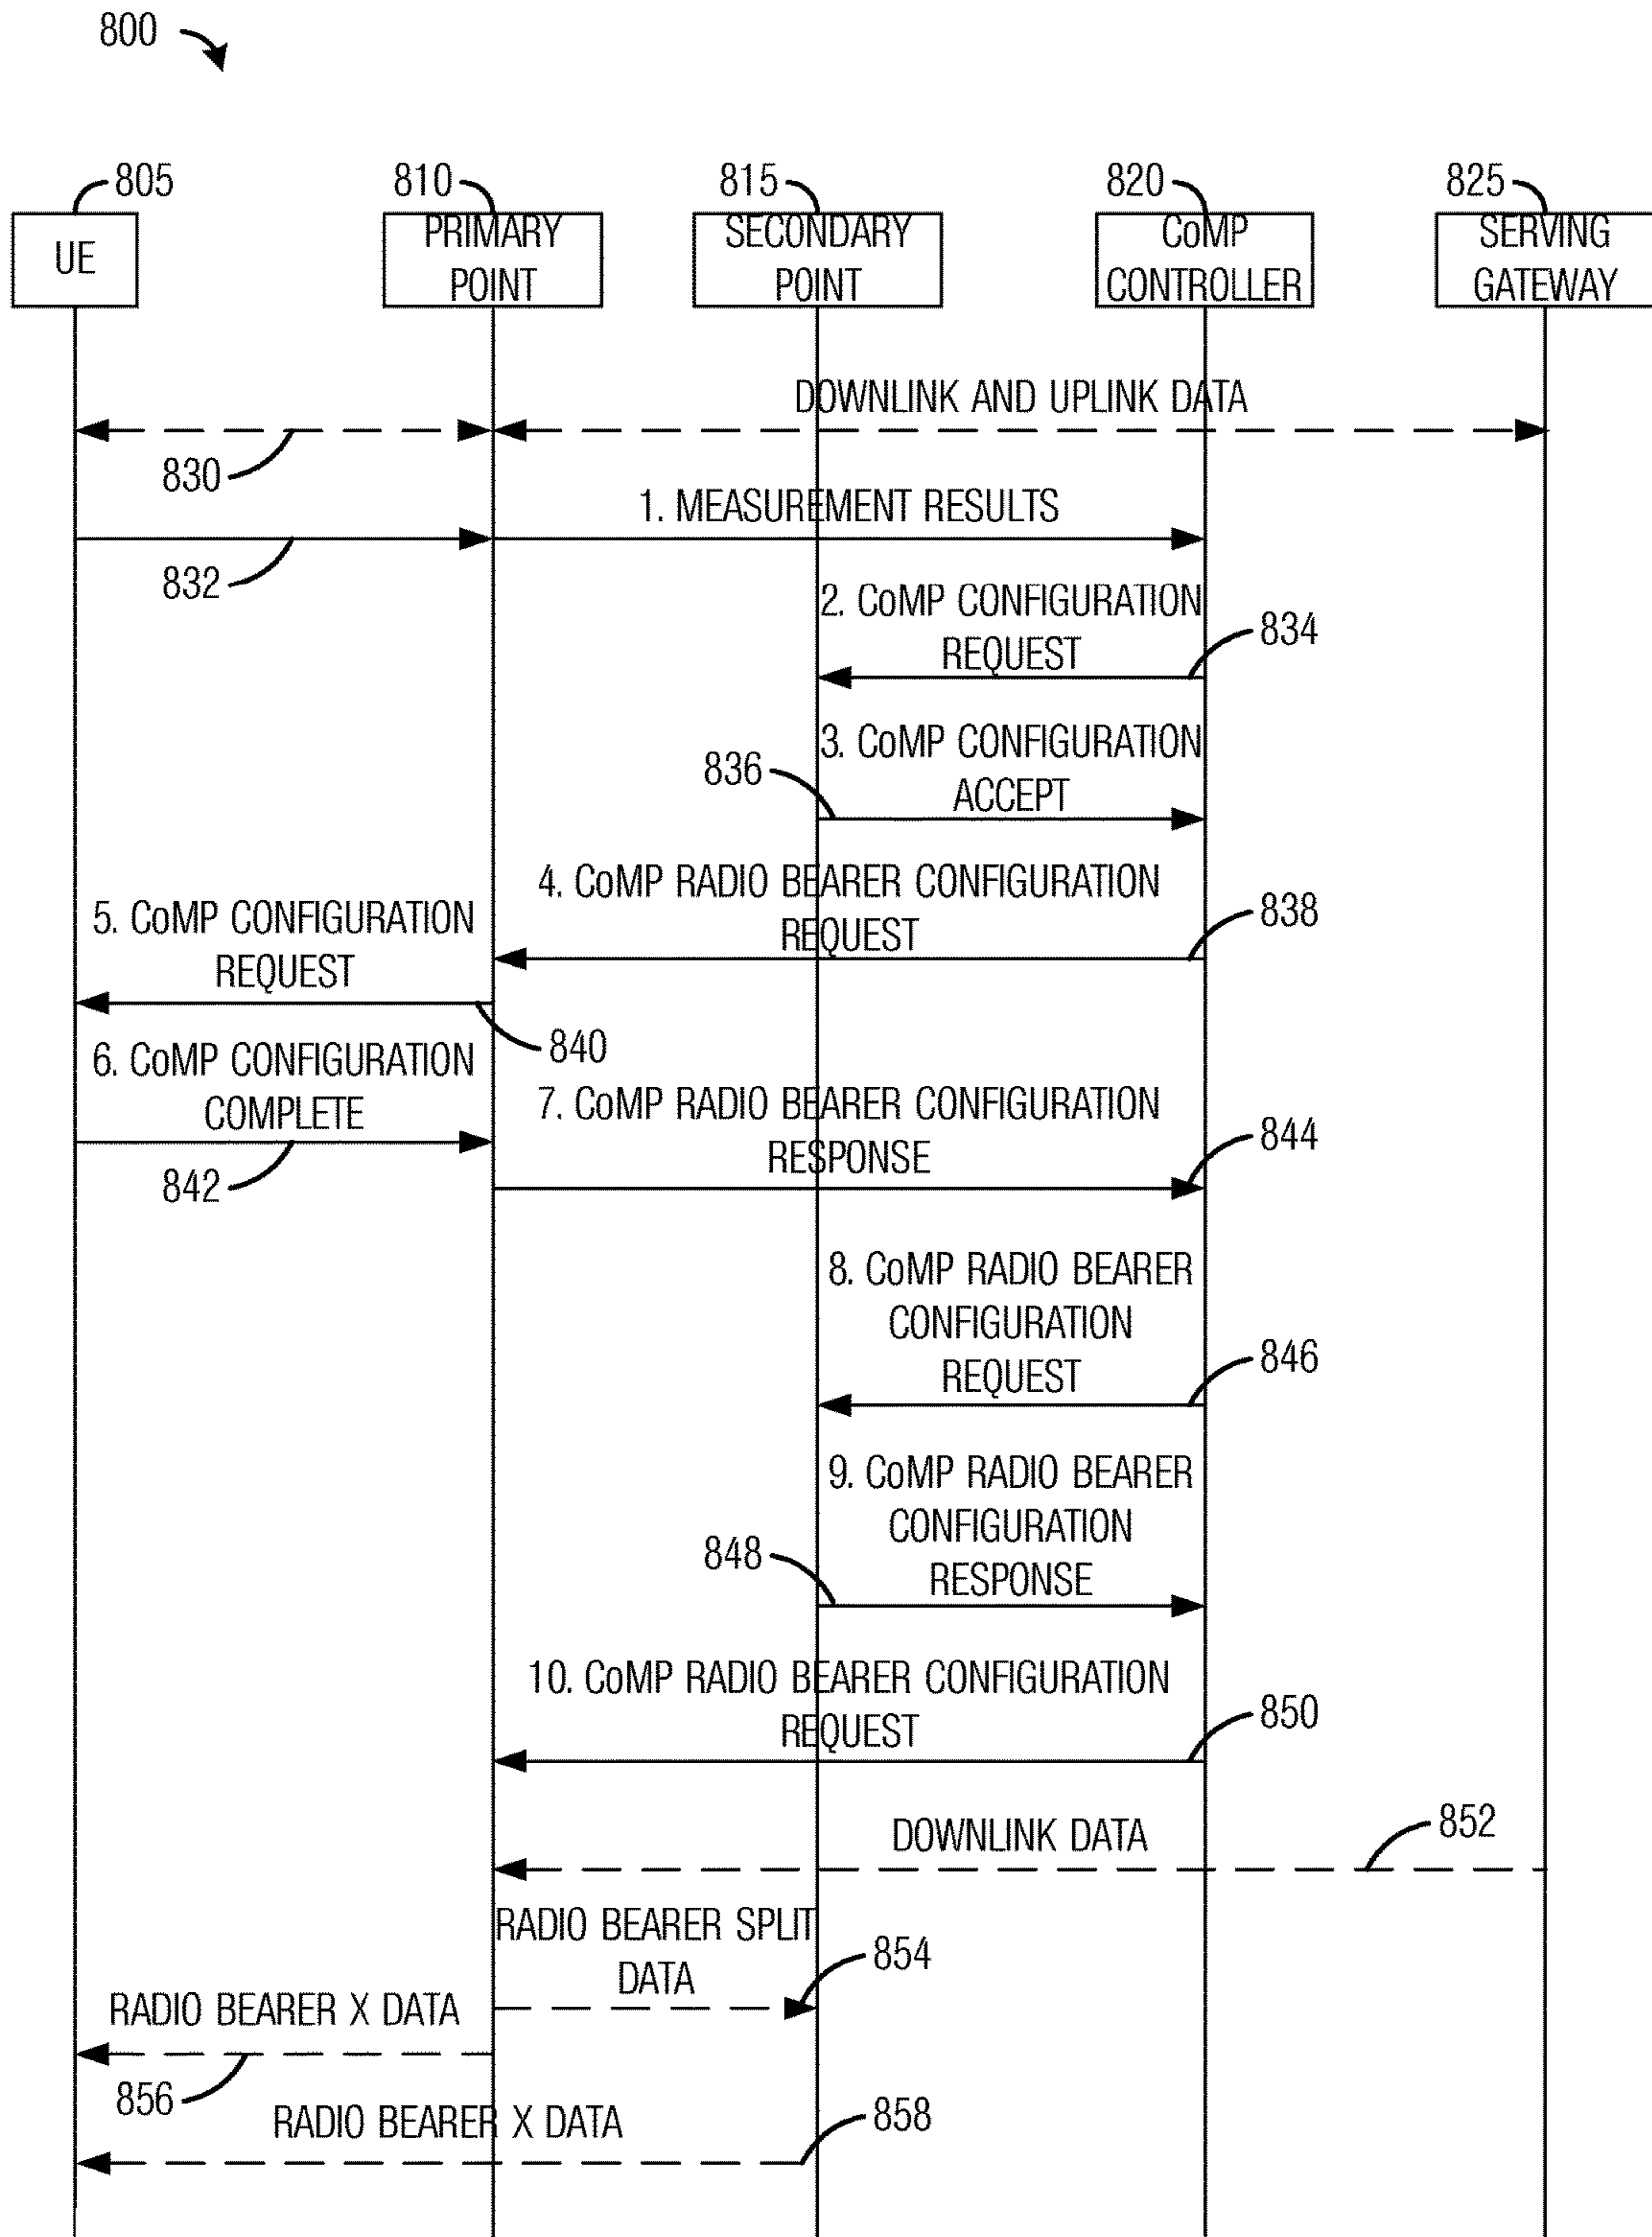 800
805
810
815
820
825
UE
PRIMARY
POINT
SECONDARY
POINT
CoMP
CONTROLLER
SERVING
GATEWAY
DOWNLINK AND UPLINK DATA
830
1. MEASUREMENT RESULTS
832
2. CoMP CONFIGURATION
REQUEST
834
3. CoMP CONFIGURATION
ACCEPT
836
4. CoMP RADIO BEARER CONFIGURATION
REQUEST
838
5. CoMP CONFIGURATION
REQUEST
840
6. CoMP CONFIGURATION
COMPLETE
842
7. CoMP RADIO BEARER CONFIGURATION
RESPONSE
844
8. CoMP RADIO BEARER
CONFIGURATION
REQUEST
846
9. CoMP RADIO BEARER
CONFIGURATION
RESPONSE
848
10. CoMP RADIO BEARER CONFIGURATION
REQUEST
850
DOWNLINK DATA
852
RADIO BEARER SPLIT
DATA
854
RADIO BEARER X DATA
856
RADIO BEARER X DATA
858